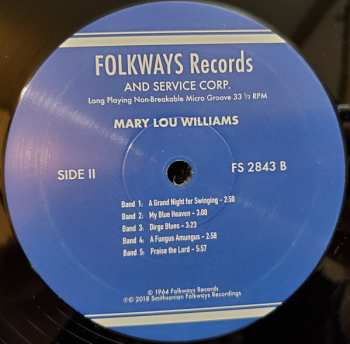 FOLKWAYS Records
AND SERVICE CORP.
Long Playing Non-Breakable Micro Groove 33 ⅓ RPM
MARY LOU WILLIAMS
SIDE II FS 2843 B
Band 1: A Grand Night for Swinging - 2:50
Band 2: My Blue Heaven - 3:00
Band 3: Dirge Blues - 3:23
Band 4: A Fungus Amungus - 2:58
Band 5: Praise the Lord - 5:57
© 1964 Folkways Records
℗© 2018 Smithsonian Folkways Recordings